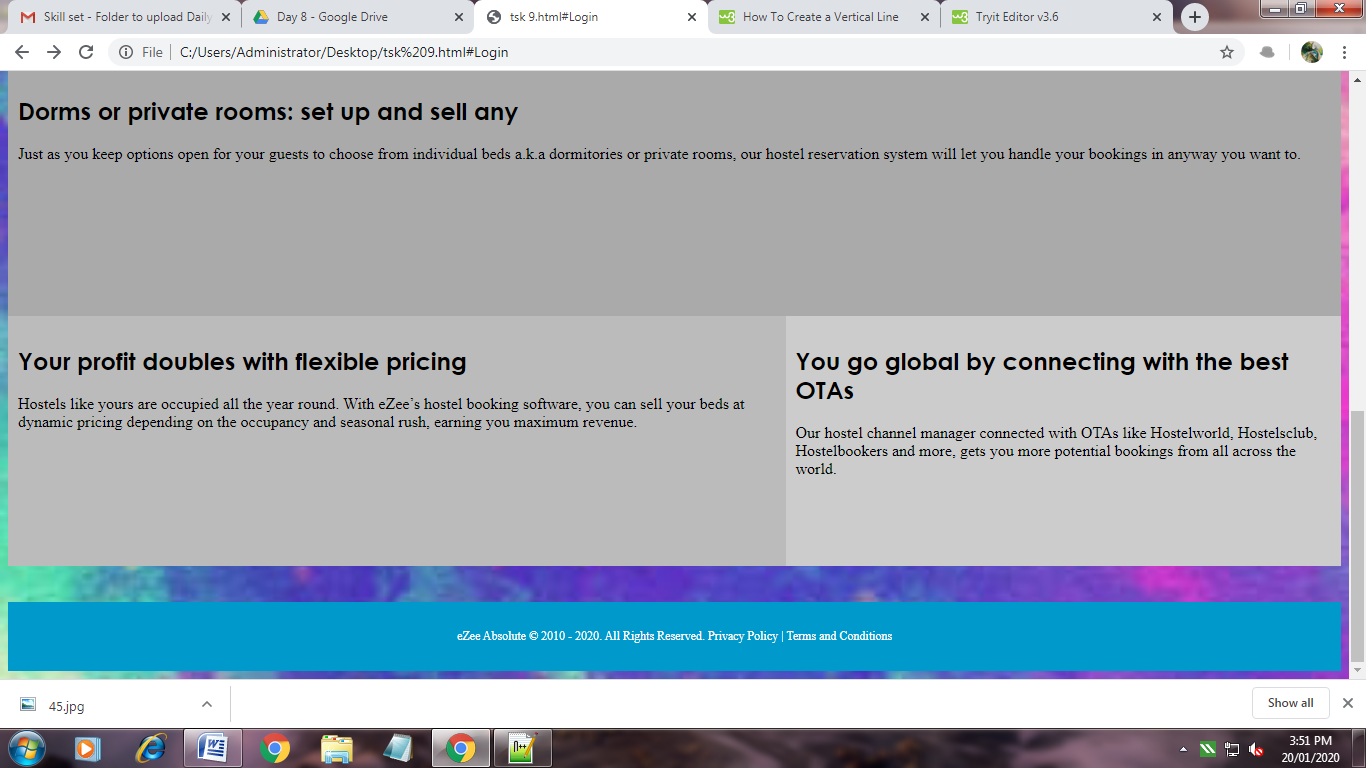 Skill set - Folder to upload Daily
Day 8 - Google Drive
tsk 9.html#Login
How To Create a Vertical Line
Tryit Editor v3.6
File
C:/Users/Administrator/Desktop/tsk%209.html#Login
Dorms or private rooms: set up and sell any
Just as you keep options open for your guests to choose from individual beds a.k.a dormitories or private rooms, our hostel reservation system will let you handle your bookings in anyway you want to.
Your profit doubles with flexible pricing
Hostels like yours are occupied all the year round. With eZee’s hostel booking software, you can sell your beds at
dynamic pricing depending on the occupancy and seasonal rush, earning you maximum revenue.
You go global by connecting with the best
OTAs
Our hostel channel manager connected with OTAs like Hostelworld, Hostelsclub,
Hostelbookers and more, gets you more potential bookings from all across the
world.
eZee Absolute © 2010 - 2020. All Rights Reserved. Privacy Policy | Terms and Conditions
45.jpg
Show all
3:51 PM
20/01/2020